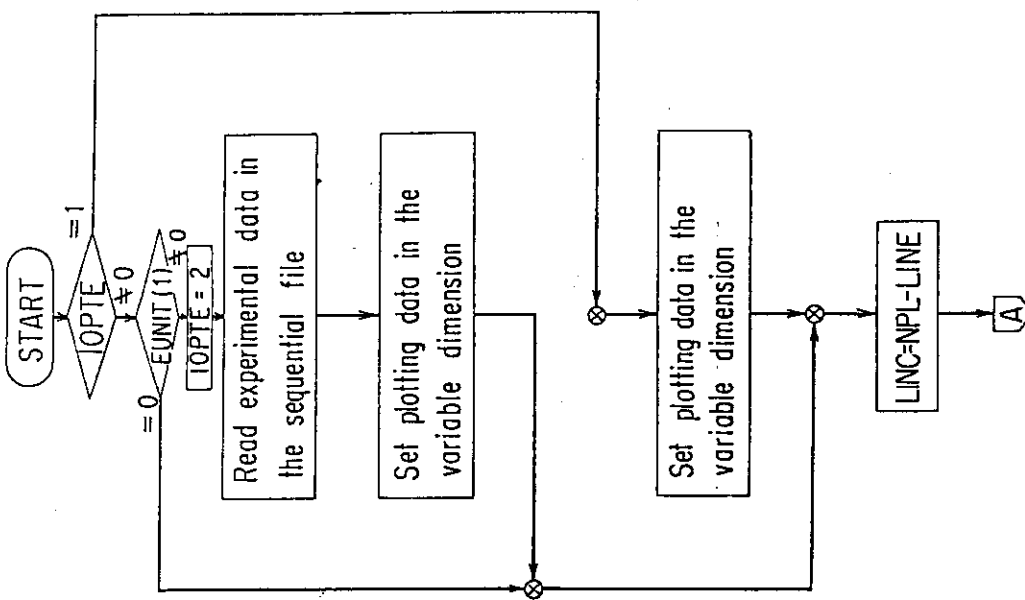 START
IOPTE
=1
≠0
EUNIT(1)
=0
≠0
IOPTE=2
Read experimental data in
the sequential file
Set plotting data in the
variable dimension
Set plotting data in the
variable dimension
LINC=NPL-LINE
A